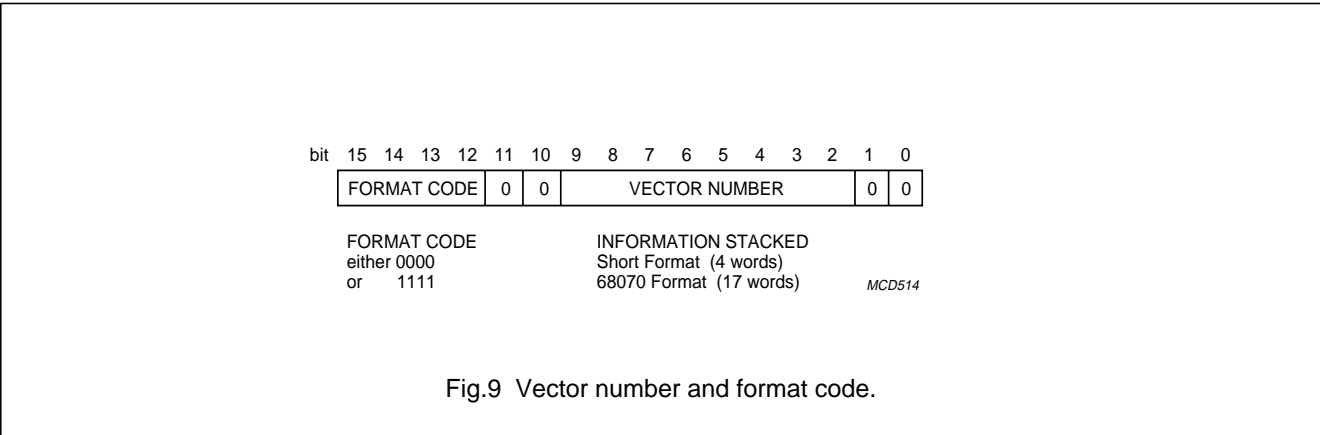 bit 15 14 13 12 11 10 9 8 7 6 5 4 3 2 1 0
FORMAT CODE 0 0 VECTOR NUMBER 0 0
FORMAT CODE INFORMATION STACKED
either 0000 Short Format (4 words)
or 1111 68070 Format (17 words) MCD514
Fig.9 Vector number and format code.